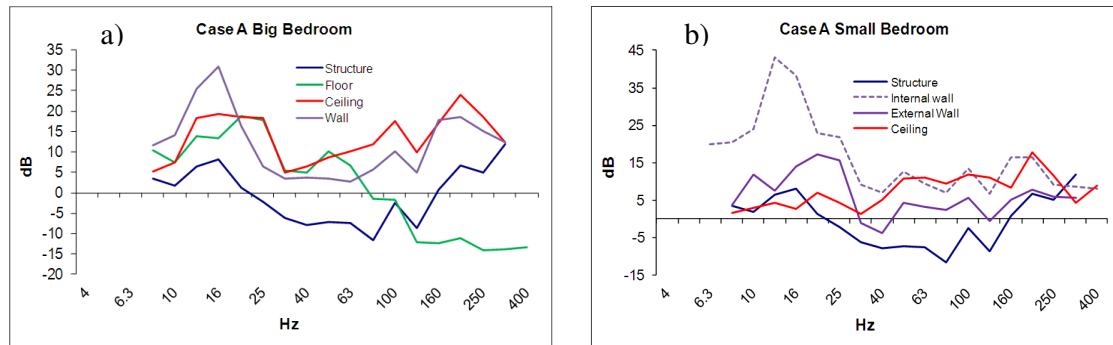 a)
Case A Big Bedroom
35
30
25
20
15
10
5
0
-5
-10
-15
-20
dB
Structure
Floor
Ceiling
Wall
4 6.3 10 16 25 40 63 100 160 250 400
Hz
b)
Case A Small Bedroom
45
35
25
15
5
-5
-15
dB
Structure
Internal wall
External Wall
Ceiling
4 6.3 10 16 25 40 63 100 160 250 400
Hz